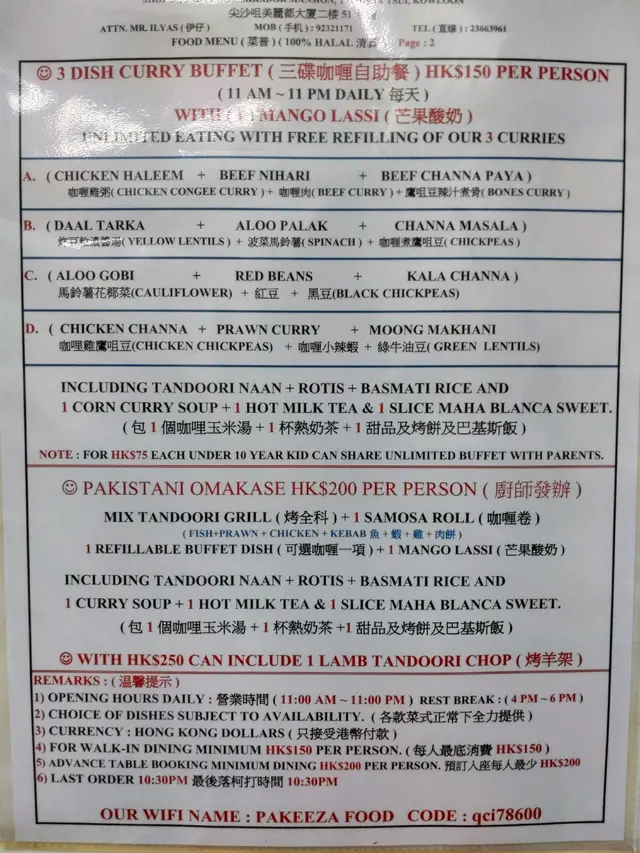 尖沙咀美麗都大廈二樓 51
ATTN. MR. ILYAS (伊仔) MOB (手机): 92321171 TEL (直線): 23663961
FOOD MENU (菜普) (100% HALAL 清真 Page : 2
☺ 3 DISH CURRY BUFFET (三碟咖喱自助餐) HK$150 PER PERSON
(11 AM ~ 11 PM DAILY 每天)
WITH (1) MANGO LASSI (芒果酸奶)
UNLIMITED EATING WITH FREE REFILLING OF OUR 3 CURRIES
A. (CHICKEN HALEEM + BEEF NIHARI + BEEF CHANNA PAYA)
咖喱雞粥(CHICKEN CONGEE CURRY) + 咖喱肉(BEEF CURRY) + 鷹咀豆辣汁煮骨(BONES CURRY)
B. (DAAL TARKA + ALOO PALAK + CHANNA MASALA)
濃醬湯(YELLOW LENTILS) + 波菜馬鈴薯(SPINACH) + 咖喱煮鷹咀豆(CHICKPEAS)
C. (ALOO GOBI + RED BEANS + KALA CHANNA)
馬鈴薯花椰菜(CAULIFLOWER) + 紅豆 + 黑豆(BLACK CHICKPEAS)
D. (CHICKEN CHANNA + PRAWN CURRY + MOONG MAKHANI
咖哩雞鷹咀豆(CHICKEN CHICKPEAS) + 咖喱小辣蝦 + 綠牛油豆(GREEN LENTILS)
INCLUDING TANDOORI NAAN + ROTIS + BASMATI RICE AND
1 CORN CURRY SOUP + 1 HOT MILK TEA & 1 SLICE MAHA BLANCA SWEET.
(包 1 個咖哩玉米湯 + 1 杯熱奶茶 + 1 甜品及烤餅及巴基斯飯)
NOTE : FOR HK$75 EACH UNDER 10 YEAR KID CAN SHARE UNLIMITED BUFFET WITH PARENTS.
☺ PAKISTANI OMAKASE HK$200 PER PERSON (廚師發辦)
MIX TANDOORI GRILL (烤全科) + 1 SAMOSA ROLL (咖喱卷)
(FISH+PRAWN + CHICKEN + KEBAB 魚 + 蝦 + 雞 + 肉餅)
1 REFILLABLE BUFFET DISH (可選咖喱一項) + 1 MANGO LASSI (芒果酸奶)
INCLUDING TANDOORI NAAN + ROTIS + BASMATI RICE AND
1 CURRY SOUP + 1 HOT MILK TEA & 1 SLICE MAHA BLANCA SWEET.
(包 1 個咖哩玉米湯 + 1 杯熱奶茶 +1 甜品及烤餅及巴基斯飯)
☺ WITH HK$250 CAN INCLUDE 1 LAMB TANDOORI CHOP (烤羊架)
REMARKS : (温馨提示)
1) OPENING HOURS DAILY : 營業時間 (11:00 AM ~ 11:00 PM) REST BREAK : (4 PM ~ 6 PM)
2) CHOICE OF DISHES SUBJECT TO AVAILABILITY. (各款菜式正常下全力提供)
3) CURRENCY : HONG KONG DOLLARS (只接受港幣付款)
4) FOR WALK-IN DINING MINIMUM HK$150 PER PERSON. (每人最底消費 HK$150)
5) ADVANCE TABLE BOOKING MINIMUM DINING HK$200 PER PERSON. 預訂入座每人最少 HK$200
6) LAST ORDER 10:30PM 最後落柯打時間 10:30PM
OUR WIFI NAME : PAKEEZA FOOD CODE : qci78600